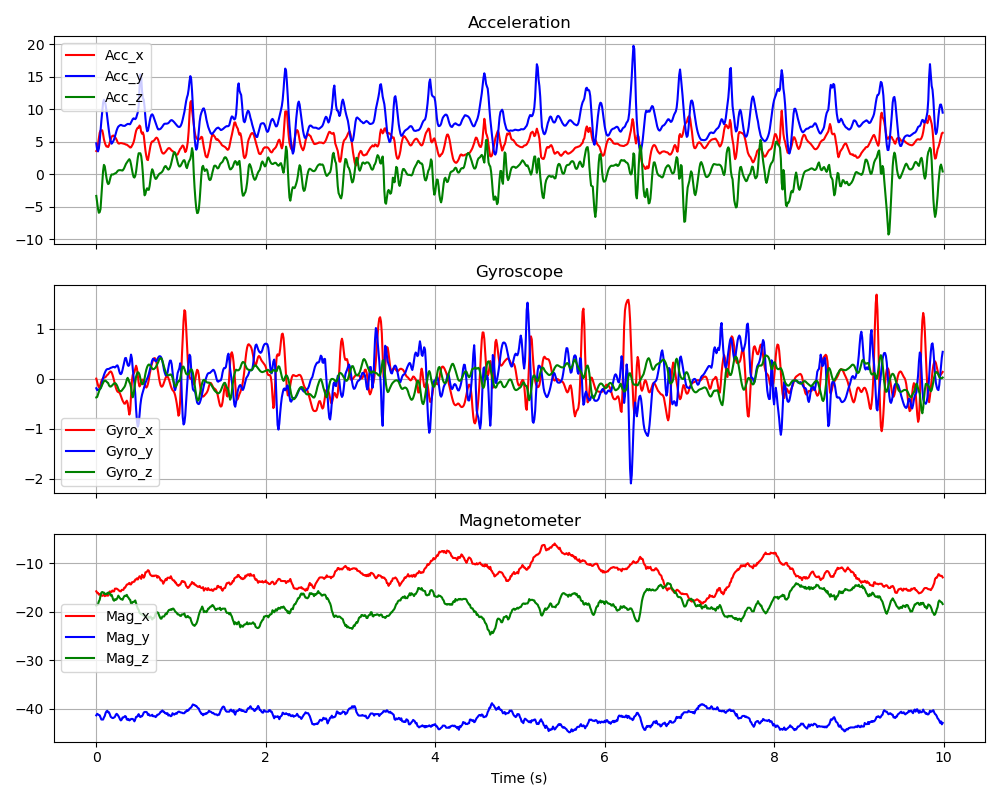 Acceleration
20
15
10
5
0
−5
−10
Acc_x
Acc_y
Acc_z
Gyroscope
1
0
−1
−2
Gyro_x
Gyro_y
Gyro_z
Magnetometer
−10
−20
−30
−40
Mag_x
Mag_y
Mag_z
0 2 4 6 8 10
Time (s)